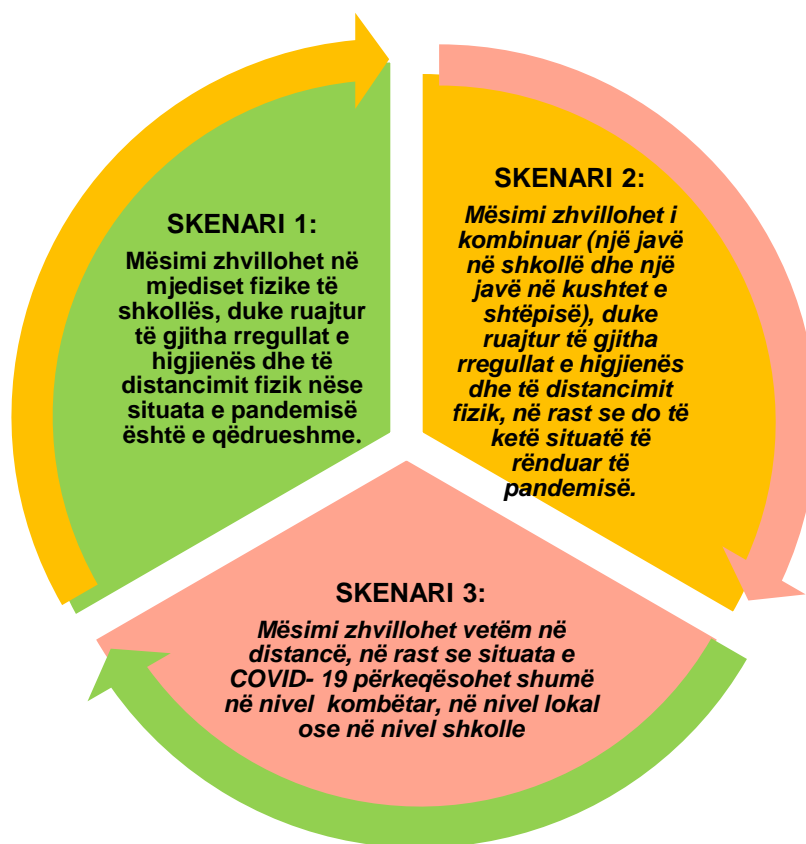 SKENARI 1:
Mësimi zhvillohet në
mjediset fizike të
shkollës, duke ruajtur
të gjitha rregullat e
higjienës dhe të
distancimit fizik nëse
situata e pandemisë
është e qëdrueshme.
SKENARI 2:
Mësimi zhvillohet i
kombinuar (një javë
në shkollë dhe një
javë në kushtet e
shtëpisë), duke
ruajtur të gjitha
rregullat e higjienës
dhe të distancimit
fizik, në rast se do të
ketë situatë të
rënduar të
pandemisë.
SKENARI 3:
Mësimi zhvillohet vetëm në
distancë, në rast se situata e
COVID- 19 përkeqësohet shumë
në nivel  kombëtar, në nivel lokal
ose në nivel shkolle